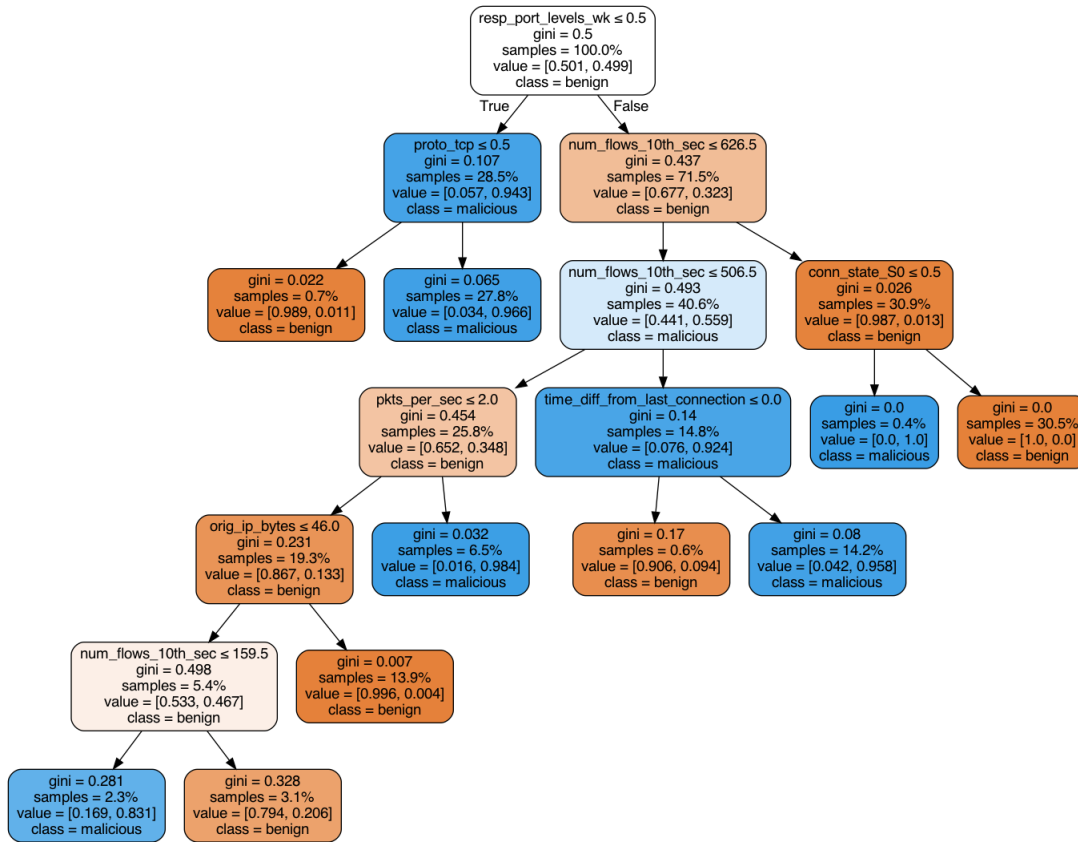 resp_port_levels_wk ≤ 0.5
gini = 0.5
samples = 100.0%
value = [0.501, 0.499]
class = benign
True
False
proto_tcp ≤ 0.5
gini = 0.107
samples = 28.5%
value = [0.057, 0.943]
class = malicious
num_flows_10th_sec ≤ 626.5
gini = 0.437
samples = 71.5%
value = [0.677, 0.323]
class = benign
gini = 0.022
samples = 0.7%
value = [0.989, 0.011]
class = benign
gini = 0.065
samples = 27.8%
value = [0.034, 0.966]
class = malicious
num_flows_10th_sec ≤ 506.5
gini = 0.493
samples = 40.6%
value = [0.441, 0.559]
class = malicious
conn_state_S0 ≤ 0.5
gini = 0.026
samples = 30.9%
value = [0.987, 0.013]
class = benign
pkts_per_sec ≤ 2.0
gini = 0.454
samples = 25.8%
value = [0.652, 0.348]
class = benign
time_diff_from_last_connection ≤ 0.0
gini = 0.14
samples = 14.8%
value = [0.076, 0.924]
class = malicious
gini = 0.0
samples = 0.4%
value = [0.0, 1.0]
class = malicious
gini = 0.0
samples = 30.5%
value = [1.0, 0.0]
class = benign
orig_ip_bytes ≤ 46.0
gini = 0.231
samples = 19.3%
value = [0.867, 0.133]
class = benign
gini = 0.032
samples = 6.5%
value = [0.016, 0.984]
class = malicious
gini = 0.17
samples = 0.6%
value = [0.906, 0.094]
class = benign
gini = 0.08
samples = 14.2%
value = [0.042, 0.958]
class = malicious
num_flows_10th_sec ≤ 159.5
gini = 0.498
samples = 5.4%
value = [0.533, 0.467]
class = benign
gini = 0.007
samples = 13.9%
value = [0.996, 0.004]
class = benign
gini = 0.281
samples = 2.3%
value = [0.169, 0.831]
class = malicious
gini = 0.328
samples = 3.1%
value = [0.794, 0.206]
class = benign